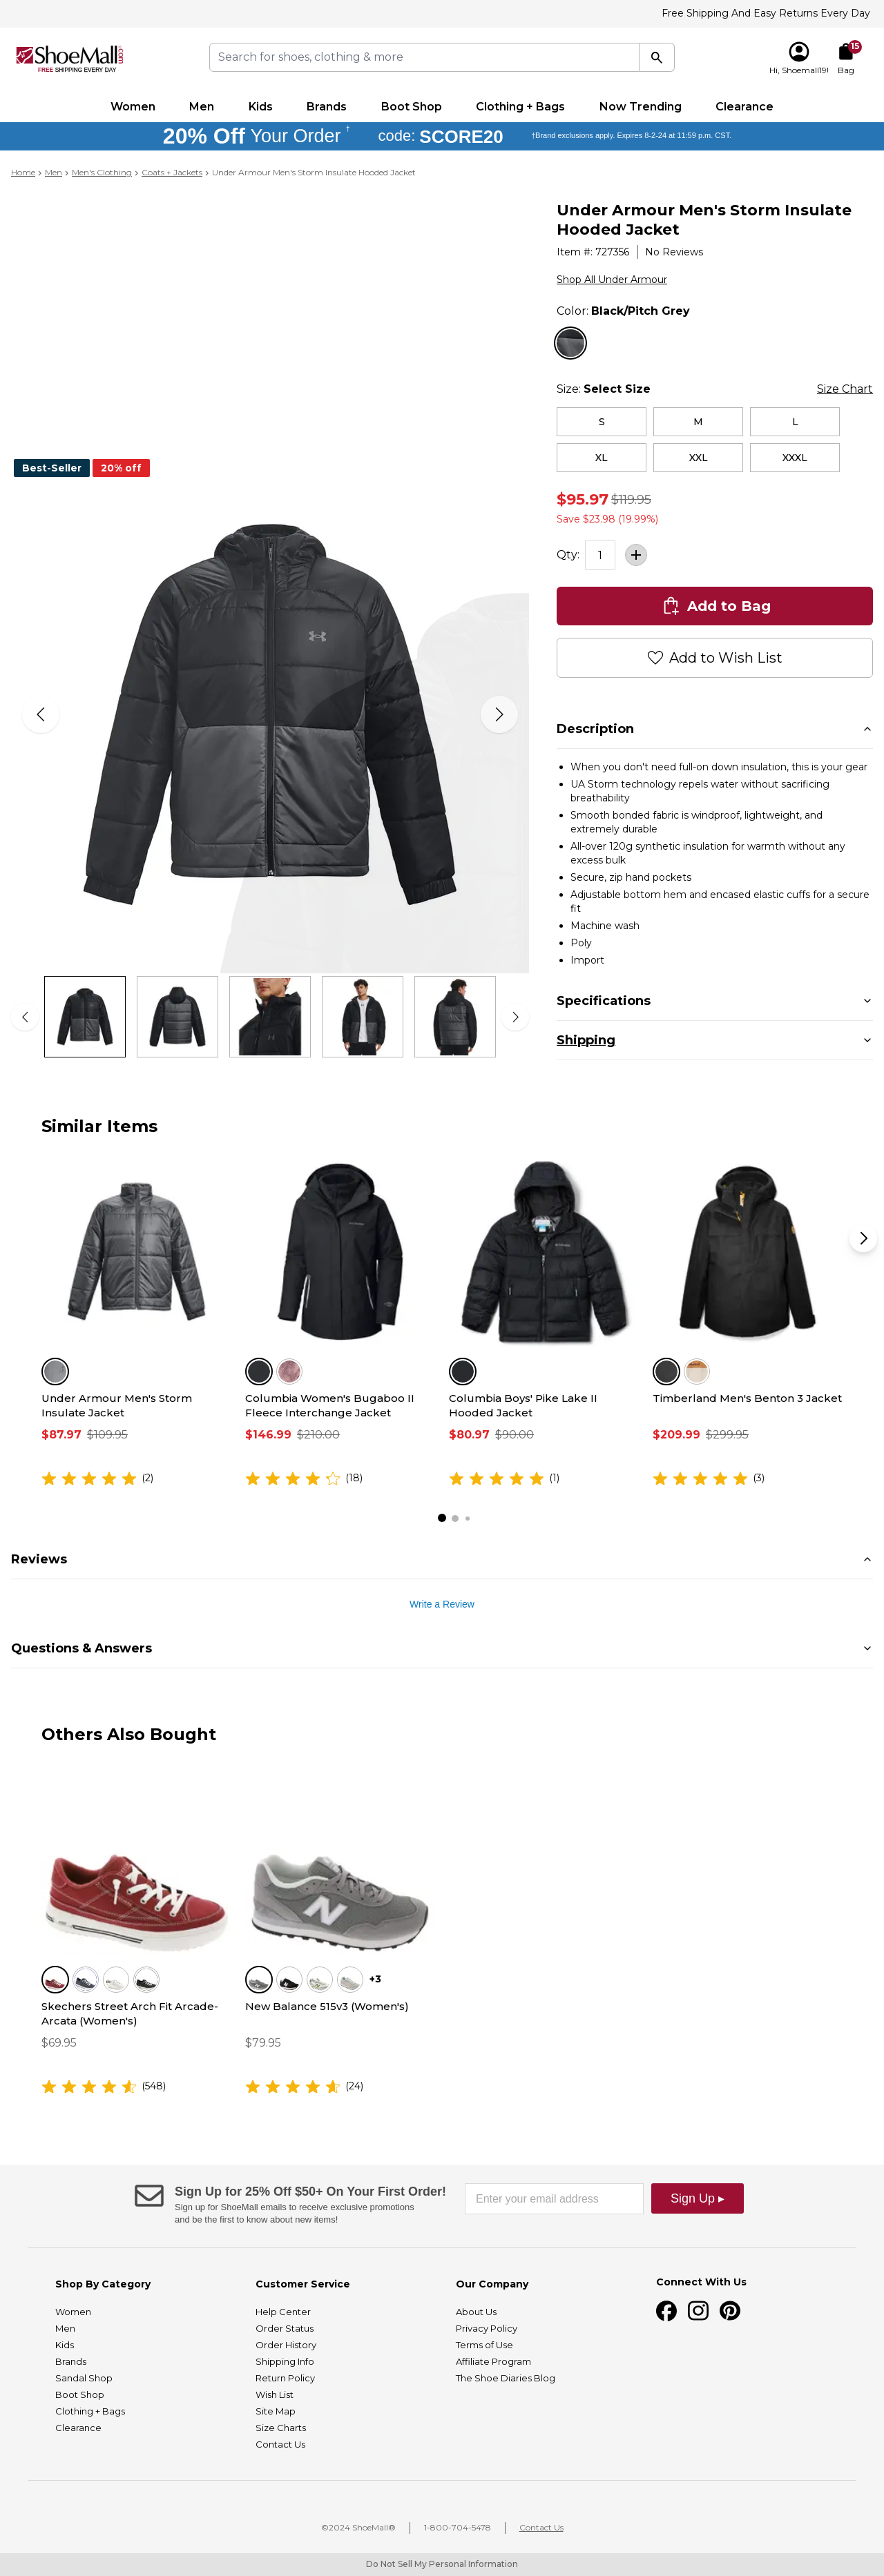 Free Shipping And Easy Returns Every Day
ShoeMall.com
FREE SHIPPING EVERY DAY
Search for shoes, clothing & more
Hi, Shoemall19!
15
Bag
Women Men Kids Brands Boot Shop Clothing + Bags Now Trending Clearance
20% Off Your Order † code: SCORE20 †Brand exclusions apply. Expires 8-2-24 at 11:59 p.m. CST.
Home > Men > Men's Clothing > Coats + Jackets > Under Armour Men's Storm Insulate Hooded Jacket
Best-Seller 20% off
Under Armour Men's Storm Insulate
Hooded Jacket
Item #: 727356 No Reviews
Shop All Under Armour
Color: Black/Pitch Grey
Size: Select Size Size Chart
S M L
XL XXL XXXL
$95.97 $119.95
Save $23.98 (19.99%)
Qty: 1
Add to Bag
Add to Wish List
Description
• When you don't need full-on down insulation, this is your gear
• UA Storm technology repels water without sacrificing
breathability
• Smooth bonded fabric is windproof, lightweight, and
extremely durable
• All-over 120g synthetic insulation for warmth without any
excess bulk
• Secure, zip hand pockets
• Adjustable bottom hem and encased elastic cuffs for a secure
fit
• Machine wash
• Poly
• Import
Specifications
Shipping
Similar Items
Under Armour Men's Storm
Insulate Jacket
$87.97 $109.95
(2)
Columbia Women's Bugaboo II
Fleece Interchange Jacket
$146.99 $210.00
(18)
Columbia Boys' Pike Lake II
Hooded Jacket
$80.97 $90.00
(1)
Timberland Men's Benton 3 Jacket
$209.99 $299.95
(3)
Reviews
Write a Review
Questions & Answers
Others Also Bought
Skechers Street Arch Fit Arcade-
Arcata (Women's)
$69.95
(548)
+3
New Balance 515v3 (Women's)
$79.95
(24)
Sign Up for 25% Off $50+ On Your First Order!
Sign up for ShoeMall emails to receive exclusive promotions
and be the first to know about new items!
Enter your email address
Sign Up ▸
Shop By Category
Women
Men
Kids
Brands
Sandal Shop
Boot Shop
Clothing + Bags
Clearance
Customer Service
Help Center
Order Status
Order History
Shipping Info
Return Policy
Wish List
Site Map
Size Charts
Contact Us
Our Company
About Us
Privacy Policy
Terms of Use
Affiliate Program
The Shoe Diaries Blog
Connect With Us
©2024 ShoeMall® 1-800-704-5478 Contact Us
Do Not Sell My Personal Information